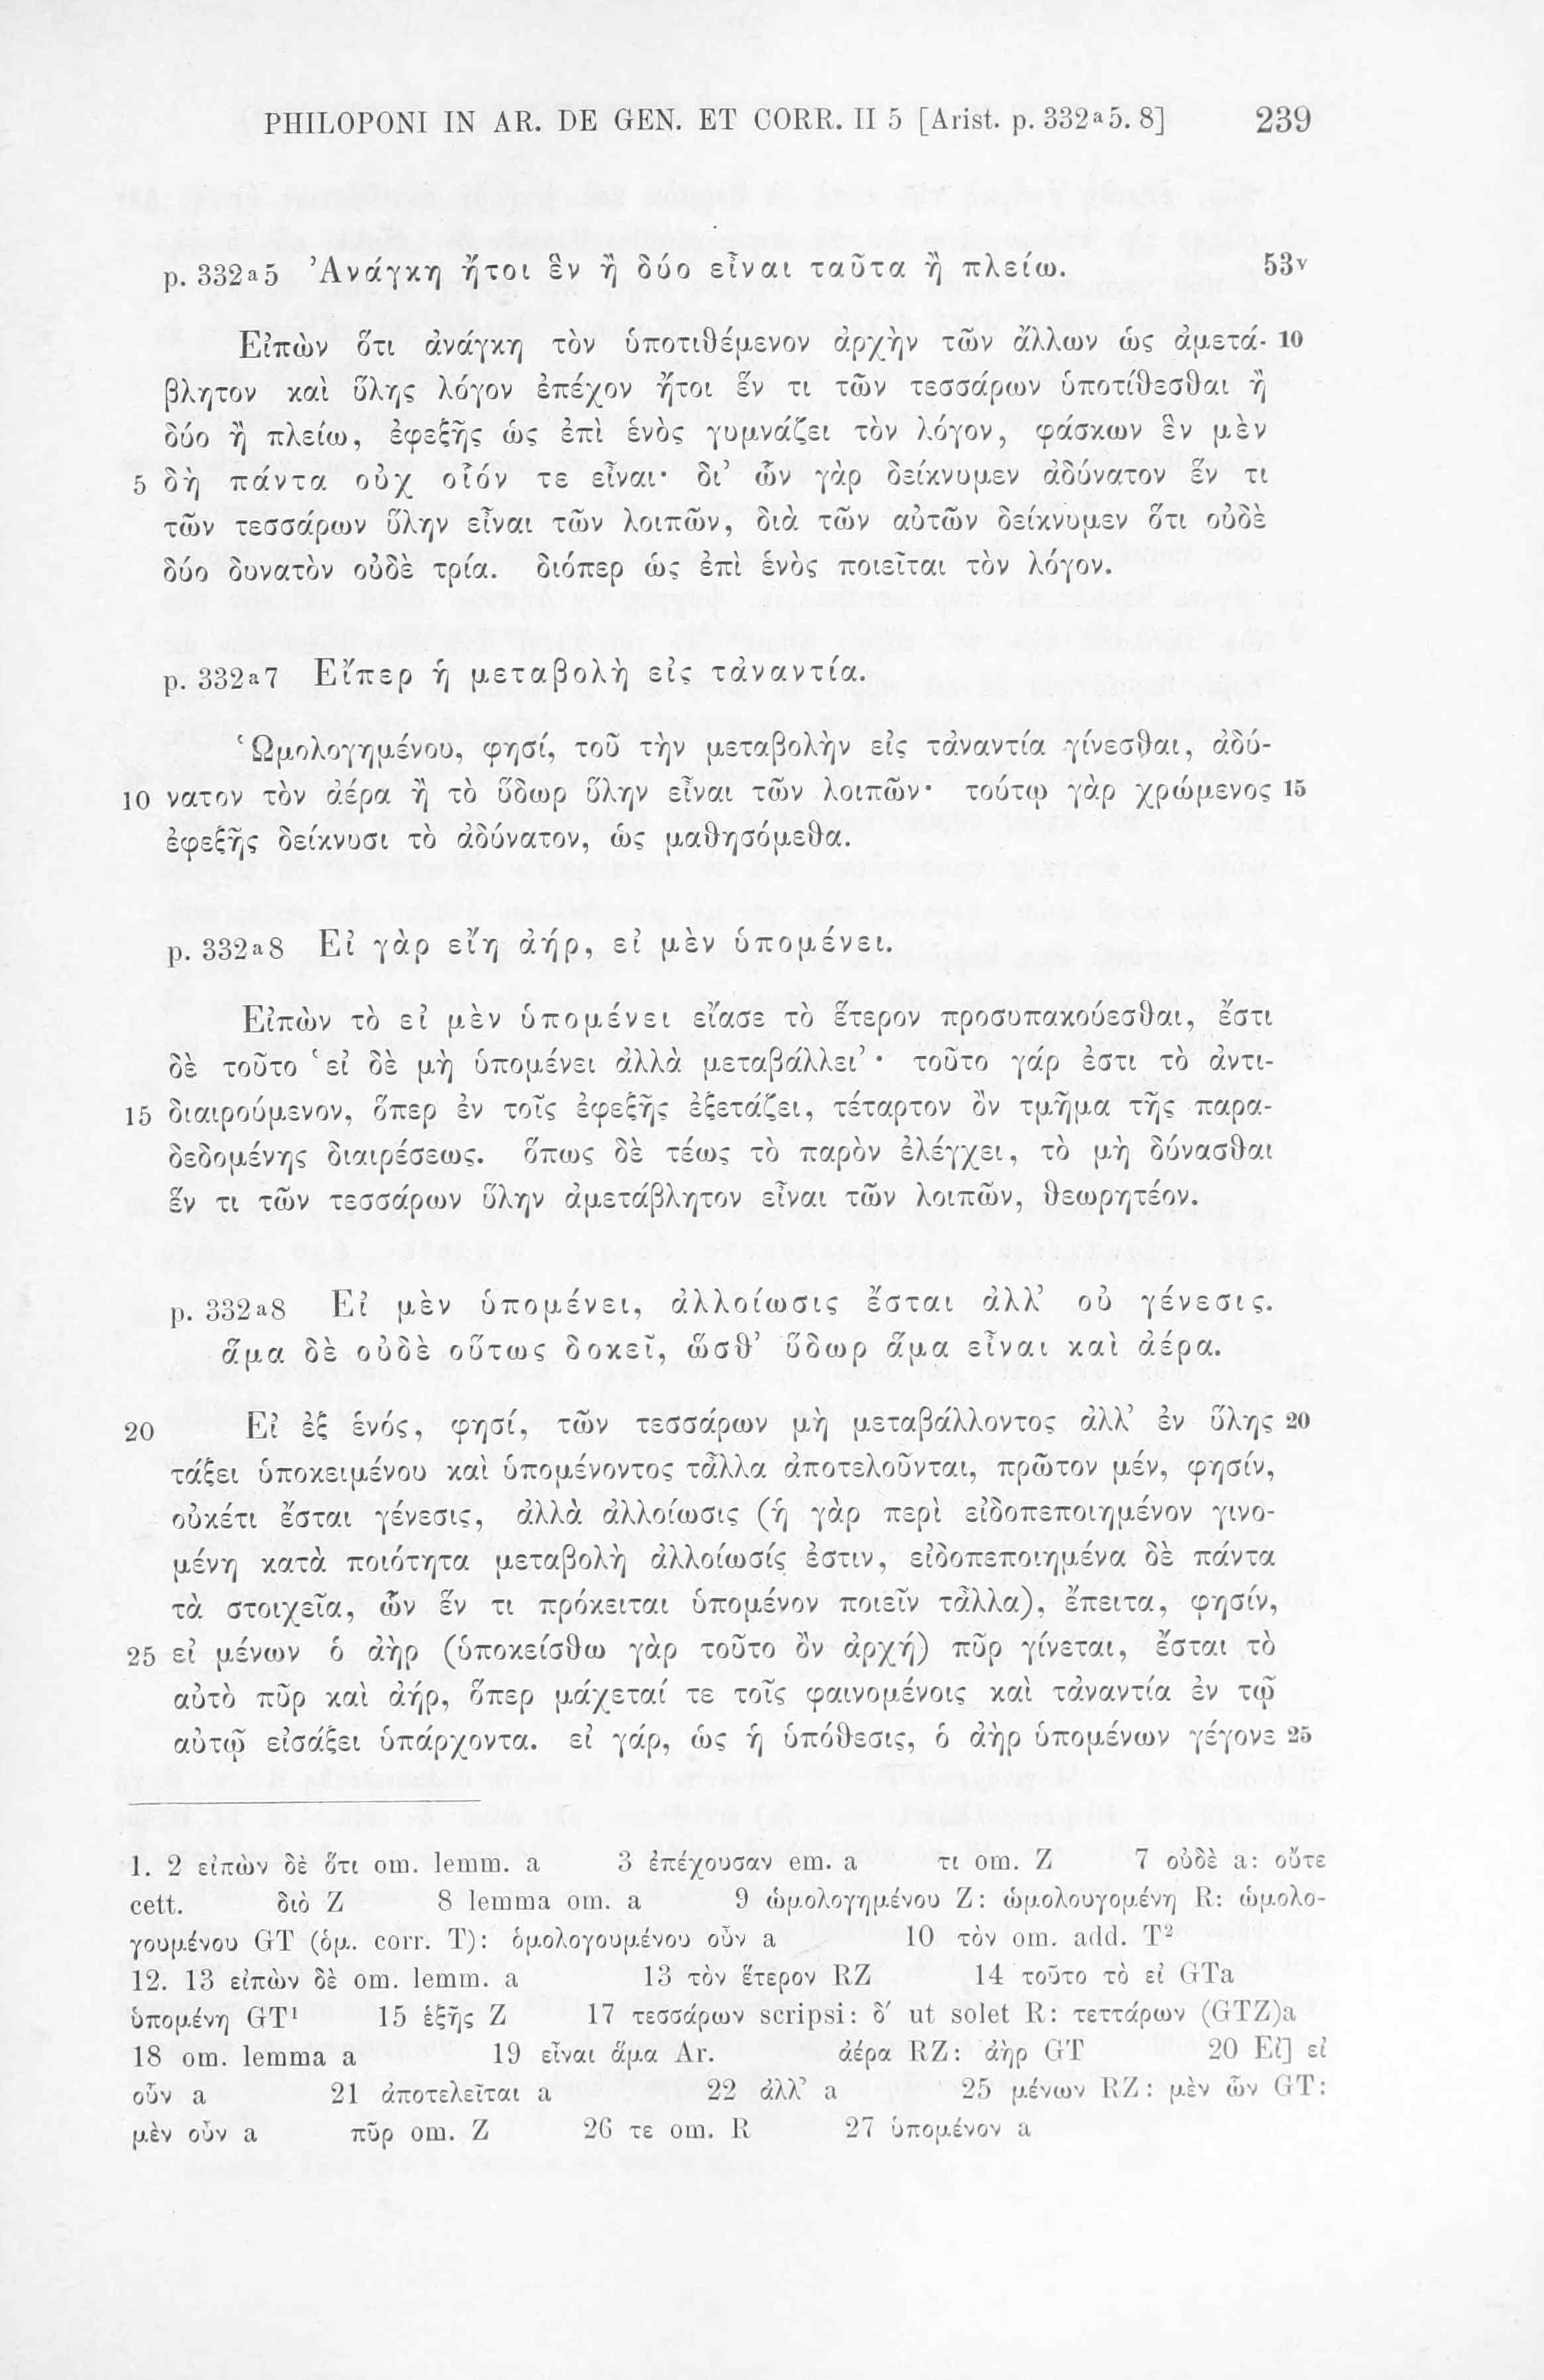 PHILOPONI IN AR. DE GEN. ET CORR. II 5 [Arist. p. 332ᵃ5. 8] 239
p. 332ᵃ5 Ἀνάγκη ἤτοι ἓν ἢ δύο εἶναι ταῦτα ἢ πλείω. 53ᵛ
Εἰπὼν ὅτι ἀνάγκη τὸν ὑποτιθέμενον ἀρχὴν τῶν ἄλλων ὡς ἀμετά- 10
βλητον καὶ ὕλης λόγον ἐπέχον ἤτοι ἕν τι τῶν τεσσάρων ὑποτίθεσθαι ἢ
δύο ἢ πλείω, ἐφεξῆς ὡς ἐπὶ ἑνὸς γυμνάζει τὸν λόγον, φάσκων ἓν μὲν
5 δὴ πάντα οὐχ οἷόν τε εἶναι· δι’ ὧν γὰρ δείκνυμεν ἀδύνατον ἕν τι
τῶν τεσσάρων ὕλην εἶναι τῶν λοιπῶν, διὰ τῶν αὐτῶν δείκνυμεν ὅτι οὐδὲ
δύο δυνατὸν οὐδὲ τρία. διόπερ ὡς ἐπὶ ἑνὸς ποιεῖται τὸν λόγον.
p. 332ᵃ7 Εἴπερ ἡ μεταβολὴ εἰς τἀναντία.
Ὡμολογημένου, φησί, τοῦ τὴν μεταβολὴν εἰς τἀναντία γίνεσθαι, ἀδύ-
10 νατον τὸν ἀέρα ἢ τὸ ὕδωρ ὕλην εἶναι τῶν λοιπῶν· τούτῳ γὰρ χρώμενος 15
ἐφεξῆς δείκνυσι τὸ ἀδύνατον, ὡς μαθησόμεθα.
p. 332ᵃ8 Εἰ γὰρ εἴη ἀήρ, εἰ μὲν ὑπομένει.
Εἰπὼν τὸ εἰ μὲν ὑπομένει εἴασε τὸ ἕτερον προσυπακούεσθαι, ἔστι
δὲ τοῦτο ‘εἰ δὲ μὴ ὑπομένει ἀλλὰ μεταβάλλει’· τοῦτο γάρ ἐστι τὸ ἀντι-
15 διαιρούμενον, ὅπερ ἐν τοῖς ἐφεξῆς ἐξετάζει, τέταρτον ὂν τμῆμα τῆς παρα-
δεδομένης διαιρέσεως. ὅπως δὲ τέως τὸ παρὸν ἐλέγχει, τὸ μὴ δύνασθαι
ἕν τι τῶν τεσσάρων ὕλην ἀμετάβλητον εἶναι τῶν λοιπῶν, θεωρητέον.
p. 332ᵃ8 Εἰ μὲν ὑπομένει, ἀλλοίωσις ἔσται ἀλλ’ οὐ γένεσις.
ἅμα δὲ οὐδὲ οὕτως δοκεῖ, ὥσθ’ ὕδωρ ἅμα εἶναι καὶ ἀέρα.
20 Εἰ ἐξ ἑνός, φησί, τῶν τεσσάρων μὴ μεταβάλλοντος ἀλλ’ ἐν ὕλης 20
τάξει ὑποκειμένου καὶ ὑπομένοντος τἆλλα ἀποτελοῦνται, πρῶτον μέν, φησίν,
οὐκέτι ἔσται γένεσις, ἀλλὰ ἀλλοίωσις (ἡ γὰρ περὶ εἰδοπεποιημένον γινο-
μένη κατὰ ποιότητα μεταβολὴ ἀλλοίωσίς ἐστιν, εἰδοπεποιημένα δὲ πάντα
τὰ στοιχεῖα, ὧν ἕν τι πρόκειται ὑπομένον ποιεῖν τἆλλα), ἔπειτα, φησίν,
25 εἰ μένων ὁ ἀὴρ (ὑποκείσθω γὰρ τοῦτο ὂν ἀρχή) πῦρ γίνεται, ἔσται τὸ
αὐτὸ πῦρ καὶ ἀήρ, ὅπερ μάχεταί τε τοῖς φαινομένοις καὶ τἀναντία ἐν τῷ
αὐτῷ εἰσάξει ὑπάρχοντα. εἰ γάρ, ὡς ἡ ὑπόθεσις, ὁ ἀὴρ ὑπομένων γέγονε 25
1. 2 εἰπὼν δὲ ὅτι om. lemm. a 3 ἐπέχουσαν em. a τι om. Z 7 οὐδὲ a: οὔτε
cett. διὸ Z 8 lemma om. a 9 ὡμολογημένου Z: ὡμολουγομένη R: ὡμολο-
γουμένου GT (ὁμ. corr. T): ὁμολογουμένου οὖν a 10 τὸν om. add. T²
12. 13 εἰπὼν δὲ om. lemm. a 13 τὸν ἕτερον RZ 14 τοῦτο τὸ εἰ GTa
ὑπομένη GT¹ 15 ἑξῆς Z 17 τεσσάρων scripsi: δ′ ut solet R: τεττάρων (GTZ)a
18 om. lemma a 19 εἶναι ἅμα Ar. ἀέρα RZ: ἀὴρ GT 20 Εἰ] εἰ
οὖν a 21 ἀποτελεῖται a 22 ἀλλ’ a 25 μένων RZ: μὲν ὢν GT:
μὲν οὖν a πῦρ om. Z 26 τε om. R 27 ὑπομένον a